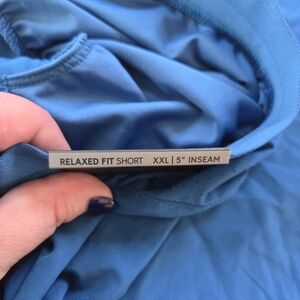 RELAXED FIT SHORT XXL | 5" INSEAM